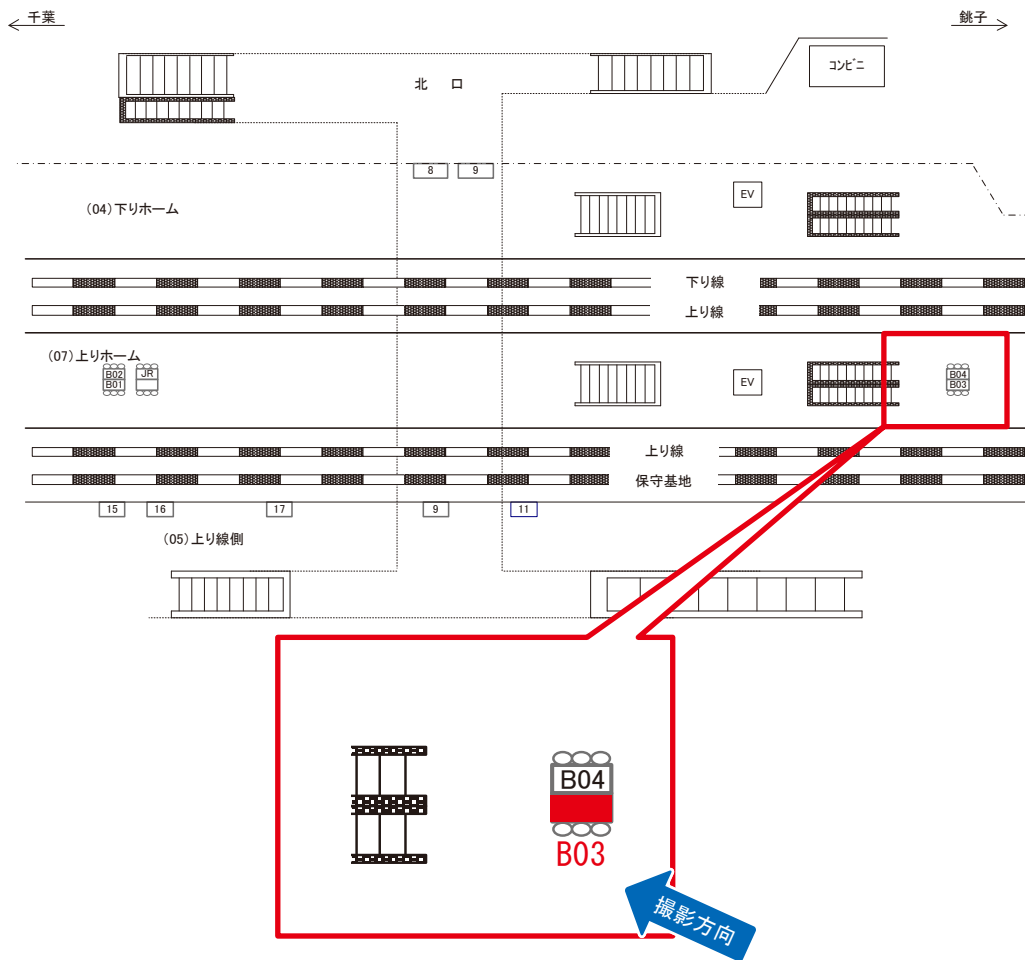 千葉
銚子
コンビニ
北 口
8
9
EV
(04)下りホーム
下り線
上り線
(07)上りホーム
B02
B01
JR
EV
B04
B03
上り線
保守基地
15
16
17
9
11
(05)上り線側
B04
B03
撮影方向